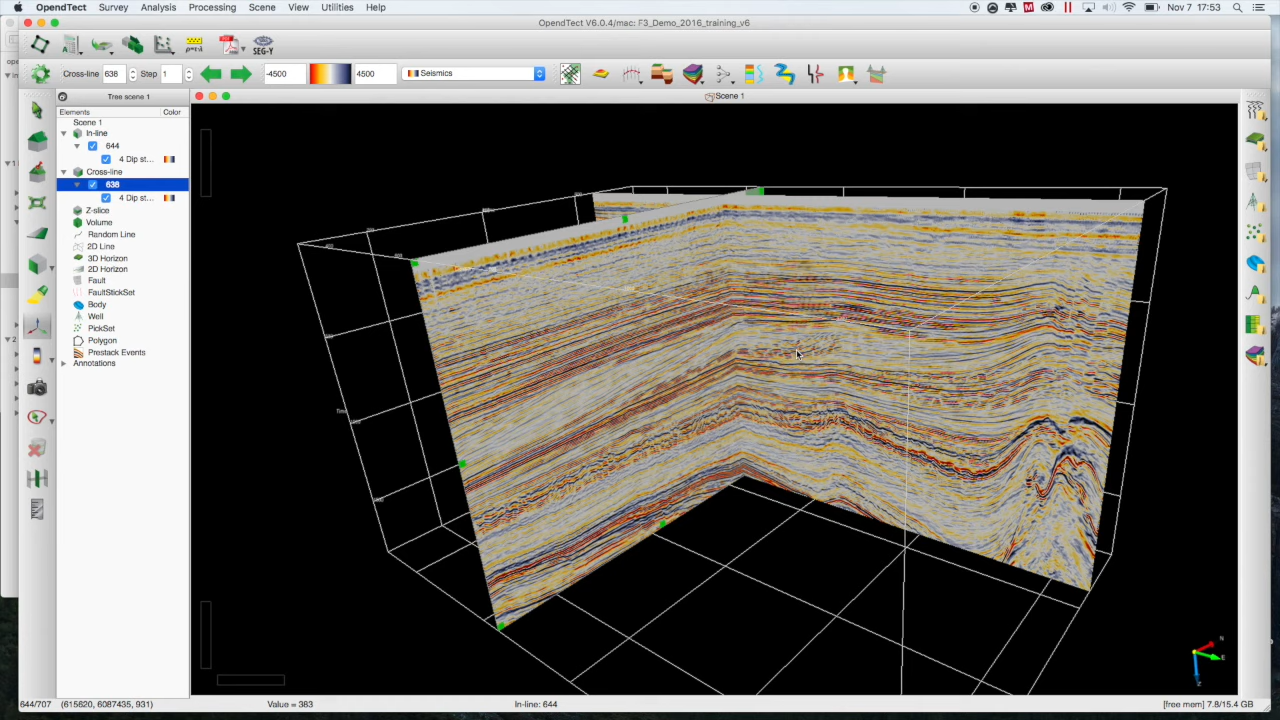 OpendTect Survey Analysis Processing Scene View Utilities Help Nov 7 17:53
OpendTect V6.0.4/mac: F3_Demo_2016_training_v6
SEG-Y
Cross-line 638 Step 1 -4500 4500 Seismics
Tree scene 1 Scene 1
Elements Color
Scene 1
In-line
644
4 Dip st...
Cross-line
638
4 Dip st...
Z-slice
Volume
Random Line
2D Line
3D Horizon
2D Horizon
Fault
FaultStickSet
Body
Well
PickSet
Polygon
Prestack Events
Annotations
Time
N
E
Z
644/707 (615620, 6087435, 931) Value = 383 In-line: 644 [free mem] 7.8/15.4 GB